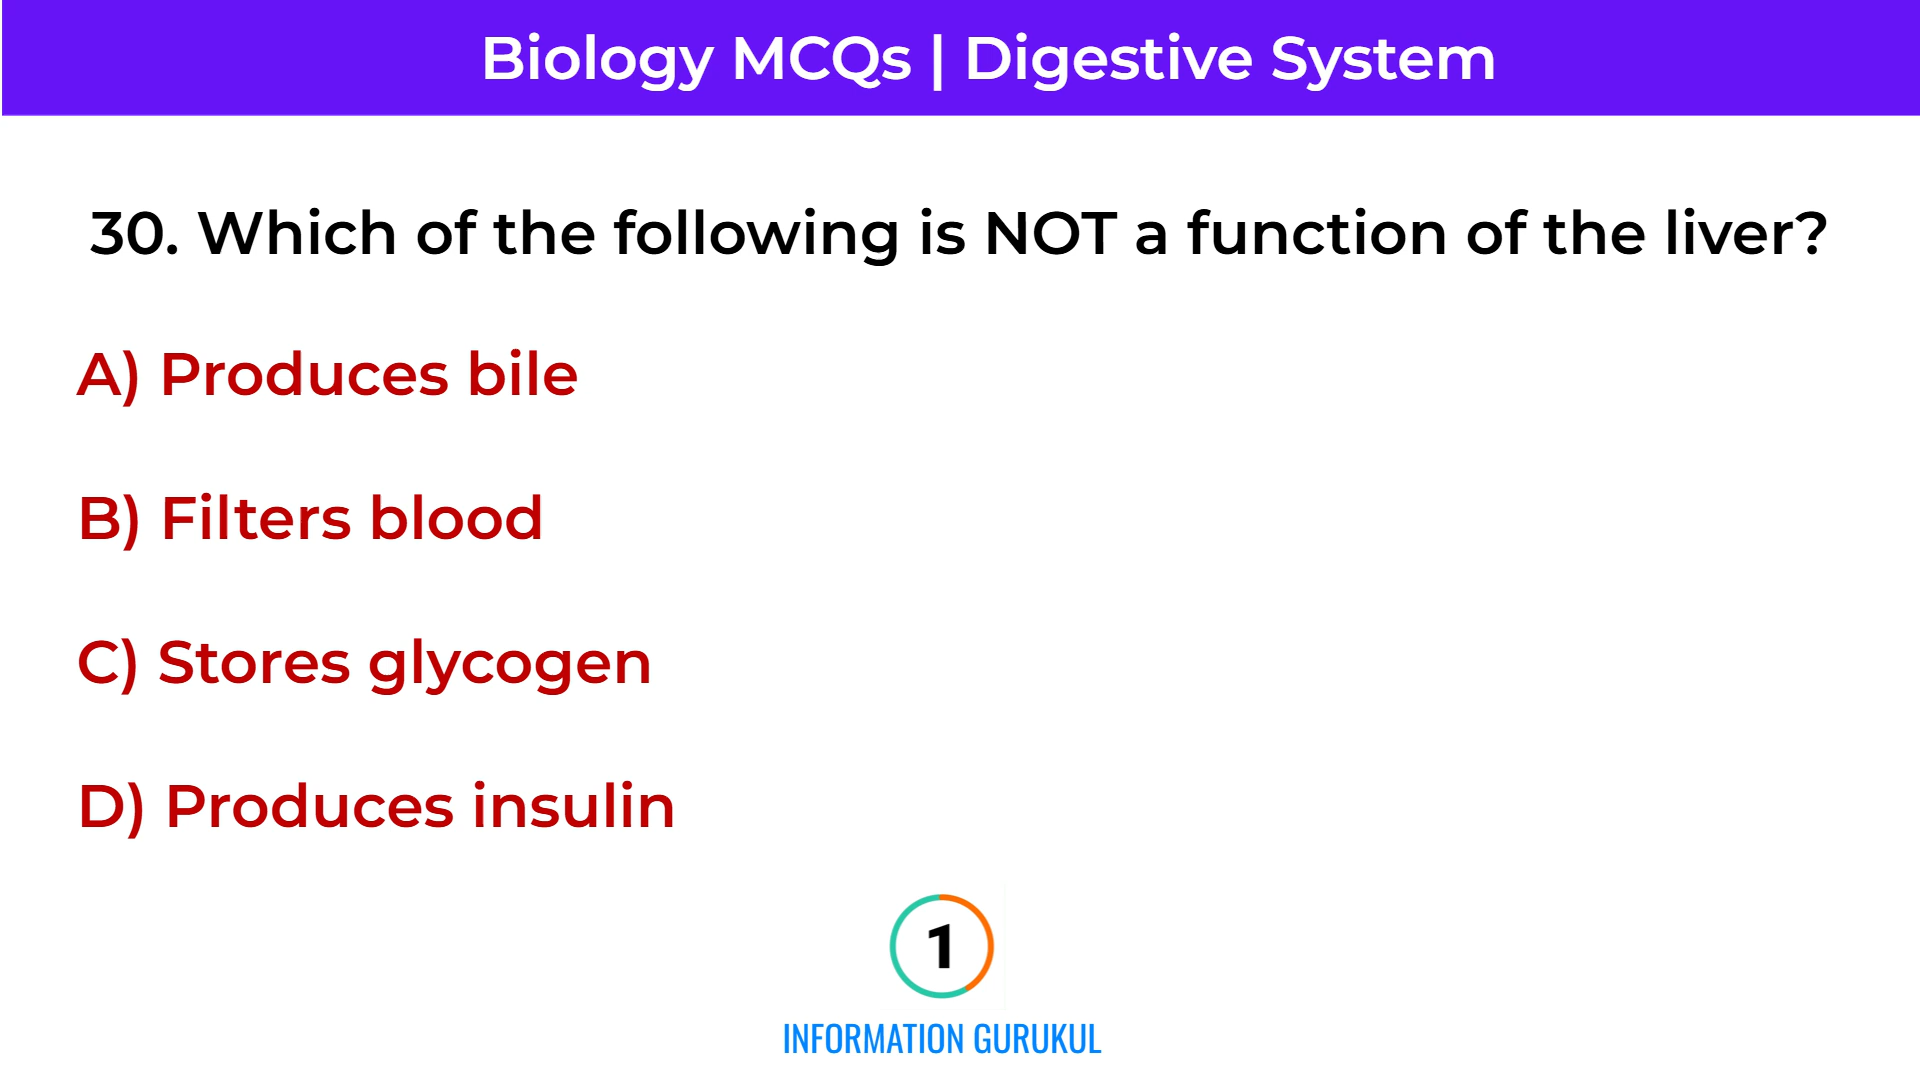 Biology MCQs | Digestive System
30. Which of the following is NOT a function of the liver?
A) Produces bile
B) Filters blood
C) Stores glycogen
D) Produces insulin
1
INFORMATION GURUKUL